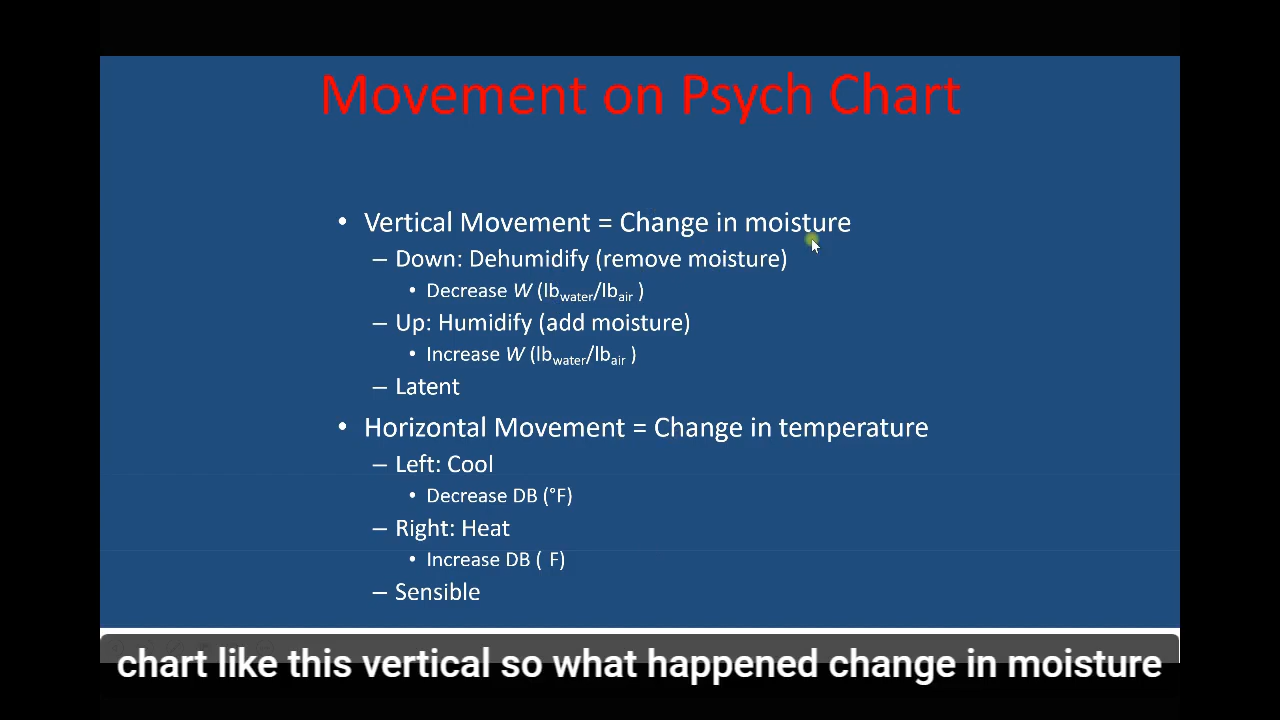 Movement on Psych Chart
• Vertical Movement = Change in moisture
– Down: Dehumidify (remove moisture)
• Decrease W (lbwater/lbair )
– Up: Humidify (add moisture)
• Increase W (lbwater/lbair )
– Latent
• Horizontal Movement = Change in temperature
– Left: Cool
• Decrease DB (°F)
– Right: Heat
• Increase DB ( F)
– Sensible
chart like this vertical so what happened change in moisture